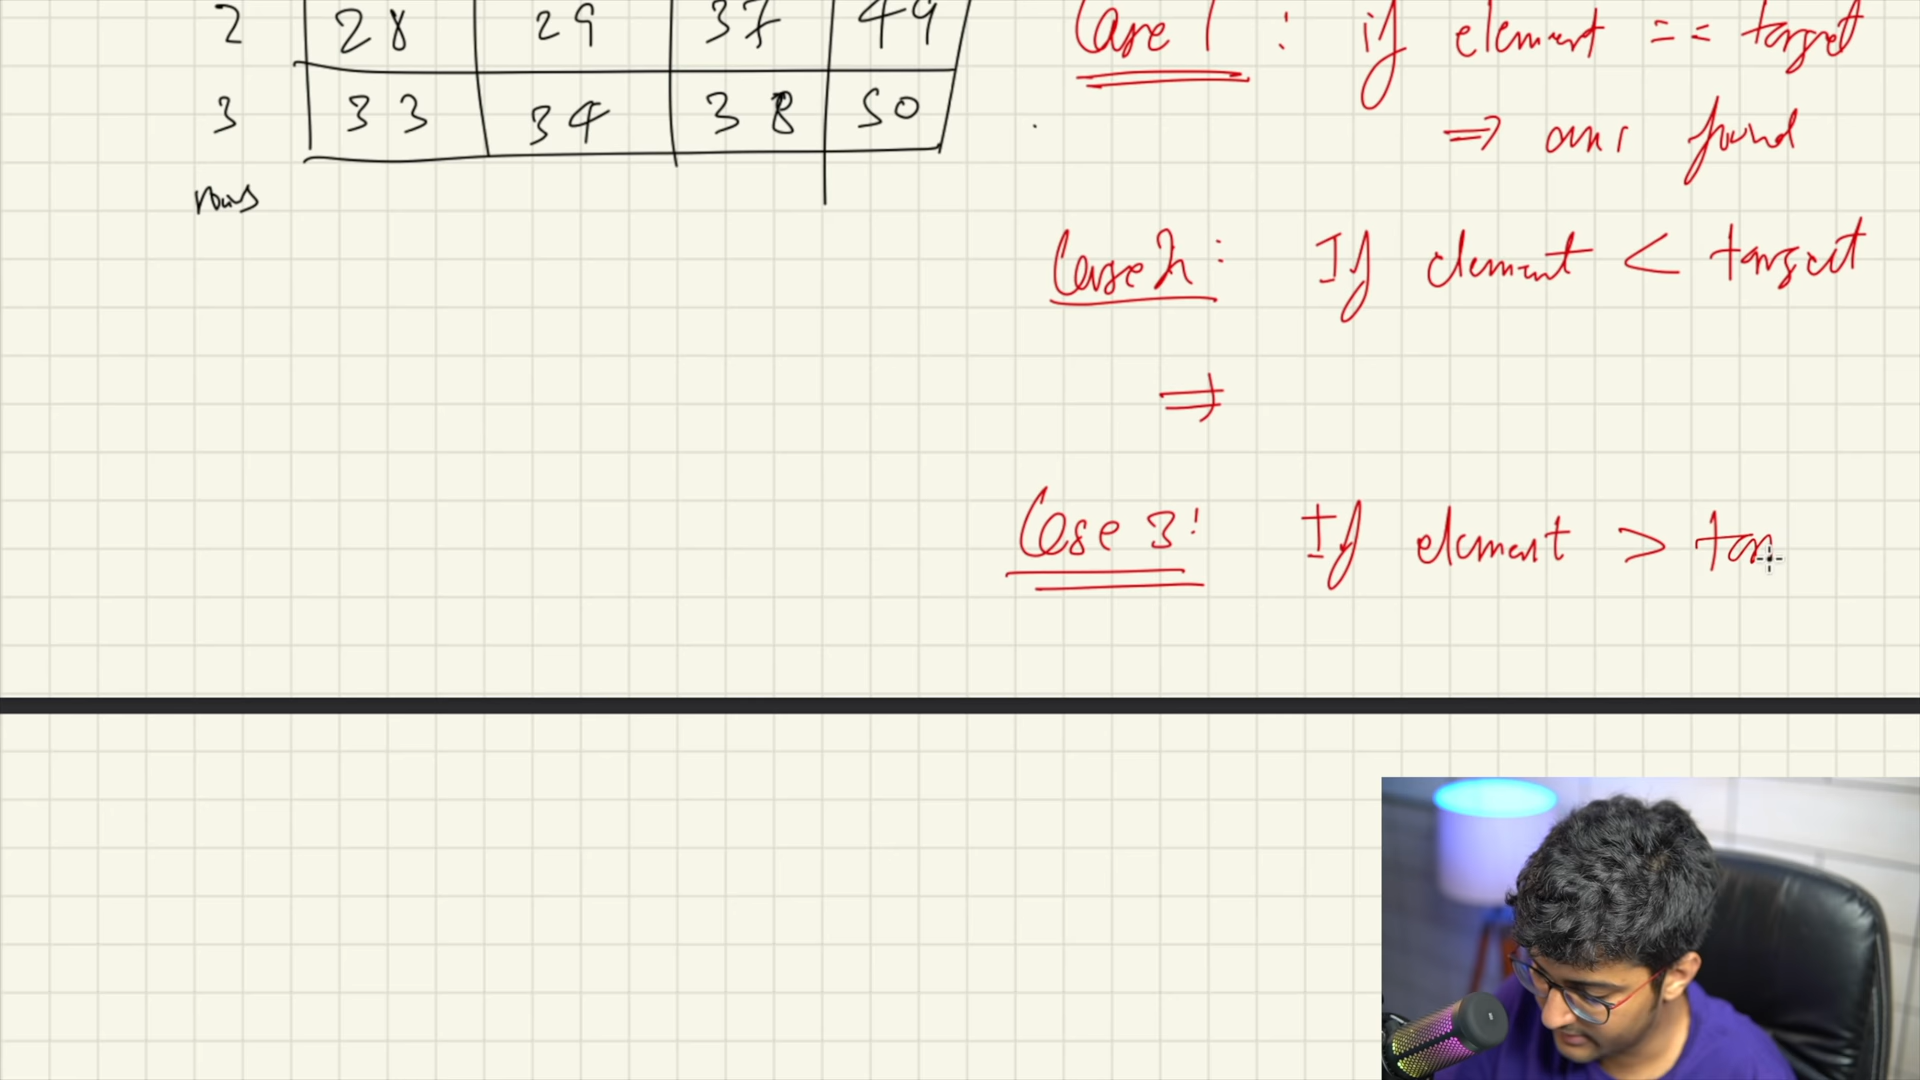 2 28 29 37 49
3 33 34 38 50
rows
Case 1 : if element == target
⇒ ans found
Case 2 : If element < target
⇒
Case 3 : If element > tar